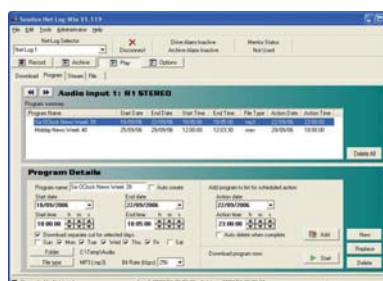 Sonifex Net Log Win V1.119
File Edit Tools Administrator Help
Net Log Selector
Net Log 1
Disconnect
Drive Alarm Inactive
Archive Alarm Inactive
Mentor Status
Not Used
Record Archive Play Options
Download Program Stream File
Audio input 1: R1 STEREO
Program summary
Program Name Start Date End Date Start Time End Time File Type Action Date Action Time
Six OClock News Week 39 18/09/06 22/09/06 18:00:00 18:05:00 mp3 22/09/06 23:00:00
Holiday News Week 40 25/09/06 29/09/06 12:00:00 12:03:30 29/09/06 18:00:00
Delete All
Program Details
Program name Six OClock News Week 39 Auto create
Add program to list for scheduled action:
Start date End date Action date
18/09/2006 22/09/2006 22/09/2006
Start time h m s End time h m s Action time h m s
18:00:00 18:05:00 23:00:00
Download separate cut for selected days Auto delete when complete Add New
Sun Mon Tue Wed Thu Fri Sat
Folder C:\Temp\Audio Download program now: Replace
File type MP3 (mp3) Bit Rate (kbps) 256 Start Delete